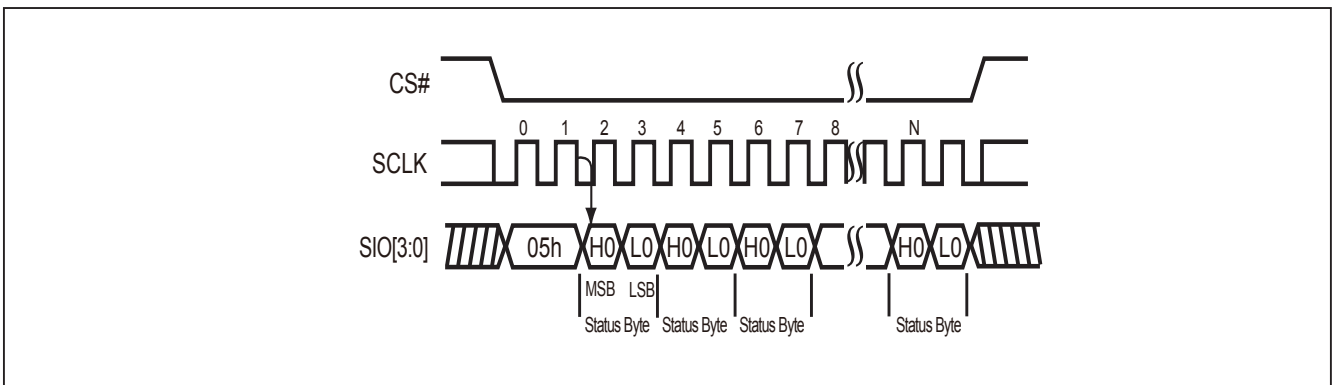 CS#
0 1 2 3 4 5 6 7 8 N
SCLK
SIO[3:0] 05h H0 L0 H0 L0 H0 L0 H0 L0
MSB LSB
Status Byte Status Byte Status Byte Status Byte